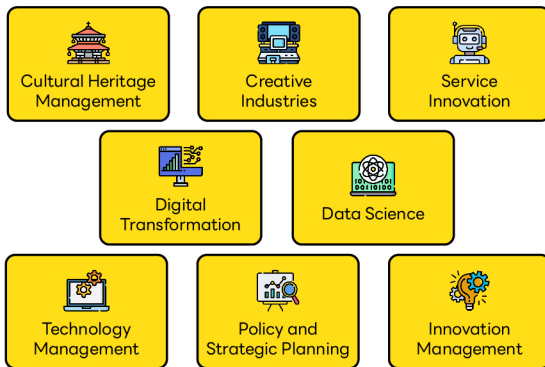 Cultural Heritage
Management
Creative
Industries
Service
Innovation
Digital
Transformation
Data Science
Technology
Management
Policy and
Strategic Planning
Innovation
Management